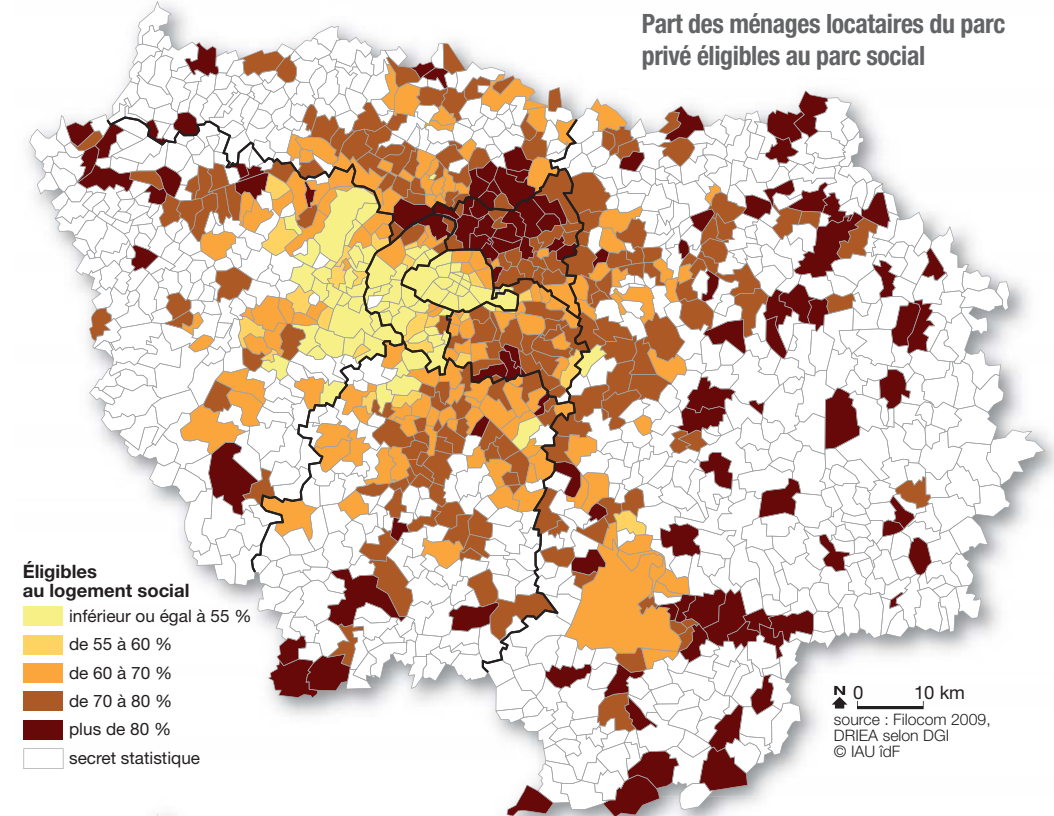 Part des ménages locataires du parc
privé éligibles au parc social
Éligibles
au logement social
inférieur ou égal à 55 %
de 55 à 60 %
de 60 à 70 %
de 70 à 80 %
plus de 80 %
secret statistique
N 0 10 km
source : Filocom 2009,
DRIEA selon DGI
© IAU îdF